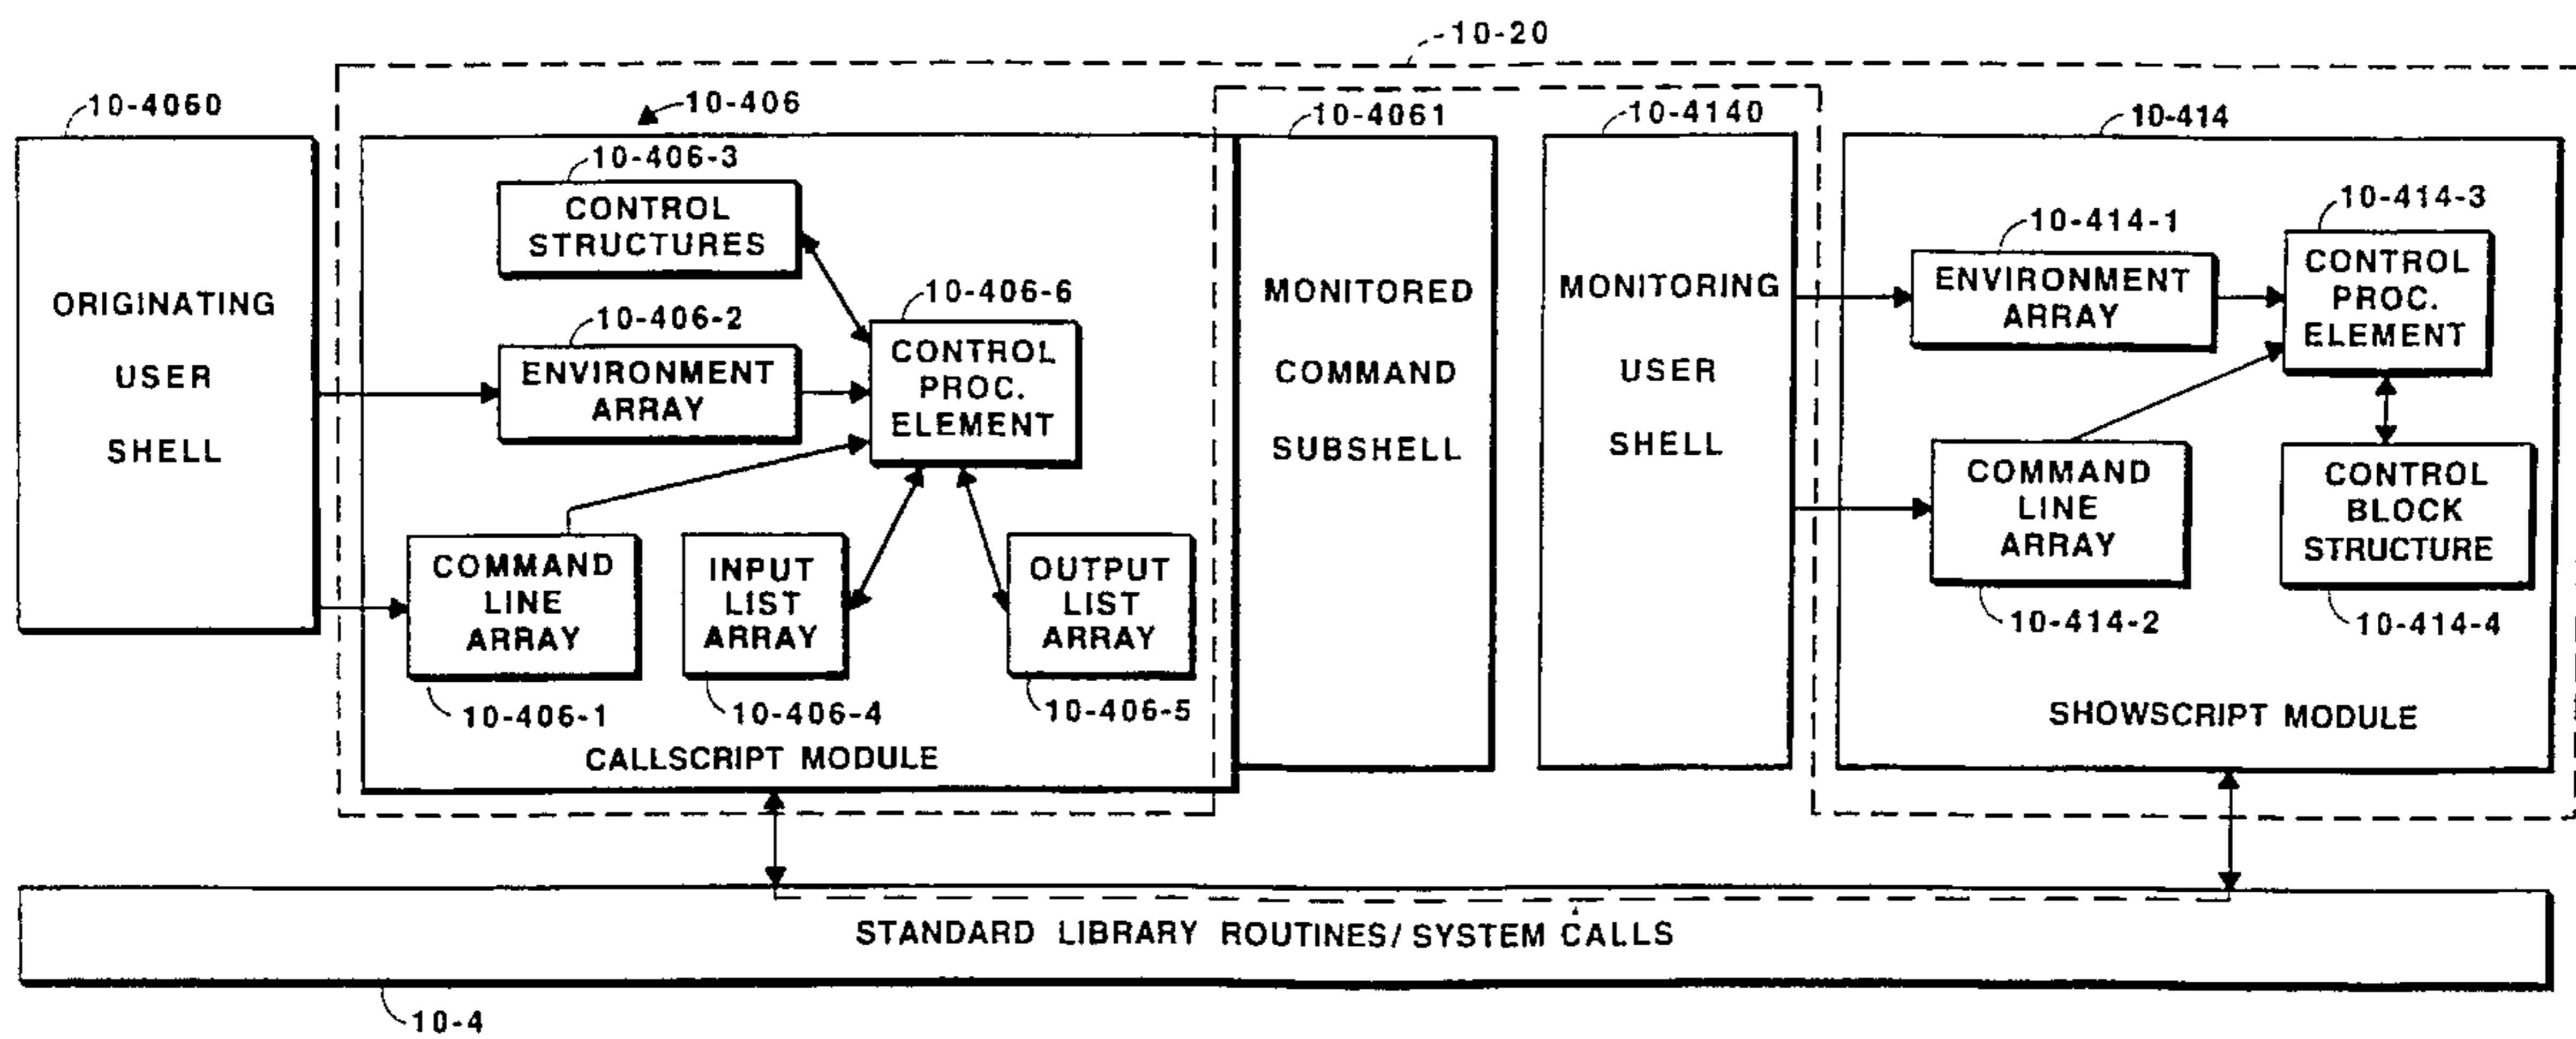 10-20
10-4060
10-406
10-4061
10-4140
10-414
ORIGINATING
USER
SHELL
10-406-3
CONTROL
STRUCTURES
10-406-2
ENVIRONMENT
ARRAY
10-406-6
CONTROL
PROC.
ELEMENT
COMMAND
LINE
ARRAY
10-406-1
INPUT
LIST
ARRAY
10-406-4
OUTPUT
LIST
ARRAY
10-406-5
CALLSCRIPT MODULE
MONITORED
COMMAND
SUBSHELL
MONITORING
USER
SHELL
10-414-1
ENVIRONMENT
ARRAY
10-414-3
CONTROL
PROC.
ELEMENT
COMMAND
LINE
ARRAY
10-414-2
CONTROL
BLOCK
STRUCTURE
10-414-4
SHOWSCRIPT MODULE
STANDARD LIBRARY ROUTINES/SYSTEM CALLS
10-4